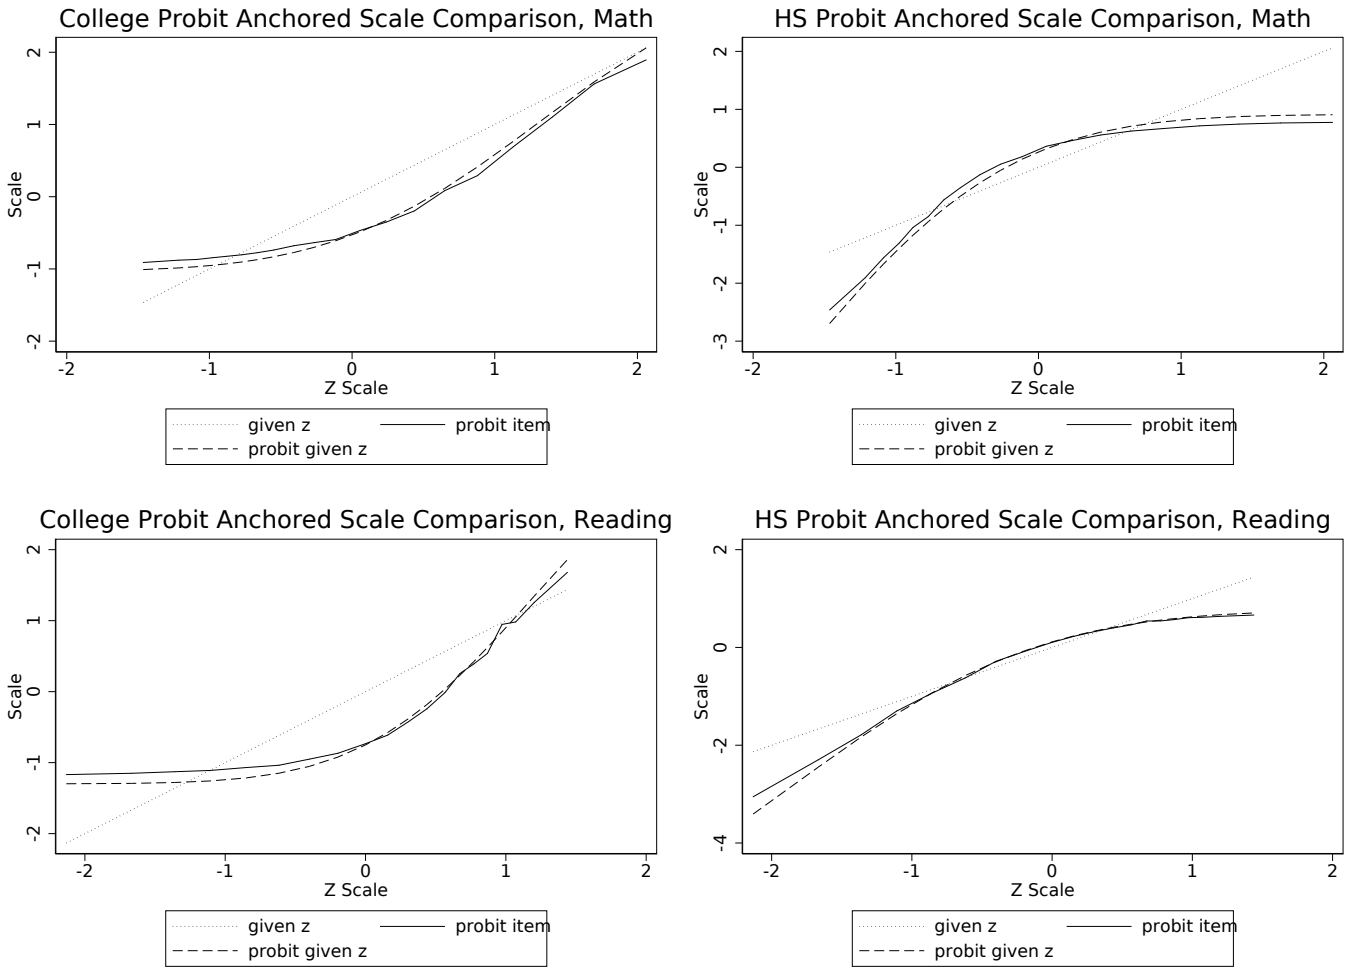 College Probit Anchored Scale Comparison, Math
2
1
0
-1
-2
Scale
-2 -1 0 1 2
Z Scale
given z probit item
probit given z
HS Probit Anchored Scale Comparison, Math
2
1
0
-1
-2
-3
Scale
-2 -1 0 1 2
Z Scale
given z probit item
probit given z
College Probit Anchored Scale Comparison, Reading
2
1
0
-1
-2
Scale
-2 -1 0 1 2
Z Scale
given z probit item
probit given z
HS Probit Anchored Scale Comparison, Reading
2
0
-2
-4
Scale
-2 -1 0 1 2
Z Scale
given z probit item
probit given z